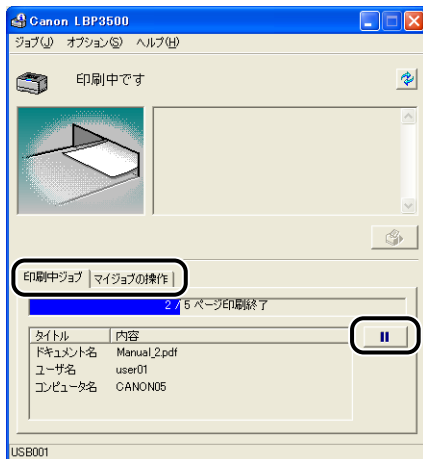 Canon LBP3500
ジョブ(J) オプション(S) ヘルプ(H)
印刷中です
印刷中ジョブ マイジョブの操作
2 / 5 ページ印刷終了
タイトル 内容
ドキュメント名 Manual_2.pdf
ユーザ名 user01
コンピュータ名 CANON05
USB001